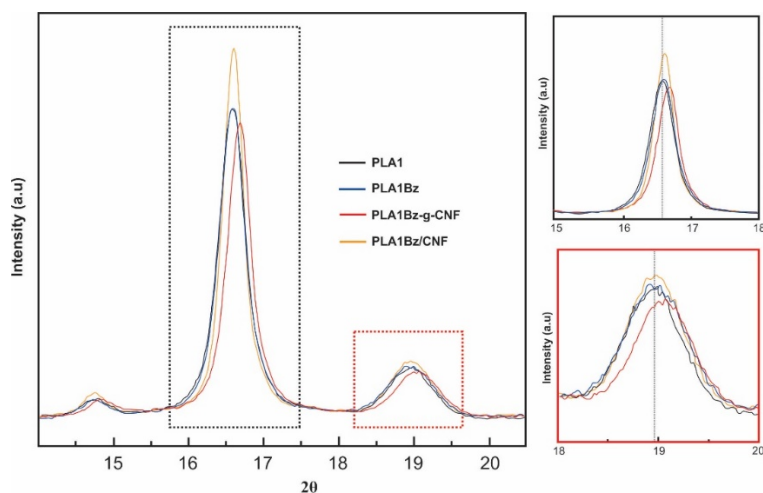 Intensity (a.u)
PLA1
PLA1Bz
PLA1Bz-g-CNF
PLA1Bz/CNF
15 16 17 18 19 20
2θ
Intensity (a.u)
15 16 17 18
Intensity (a.u)
18 19 20